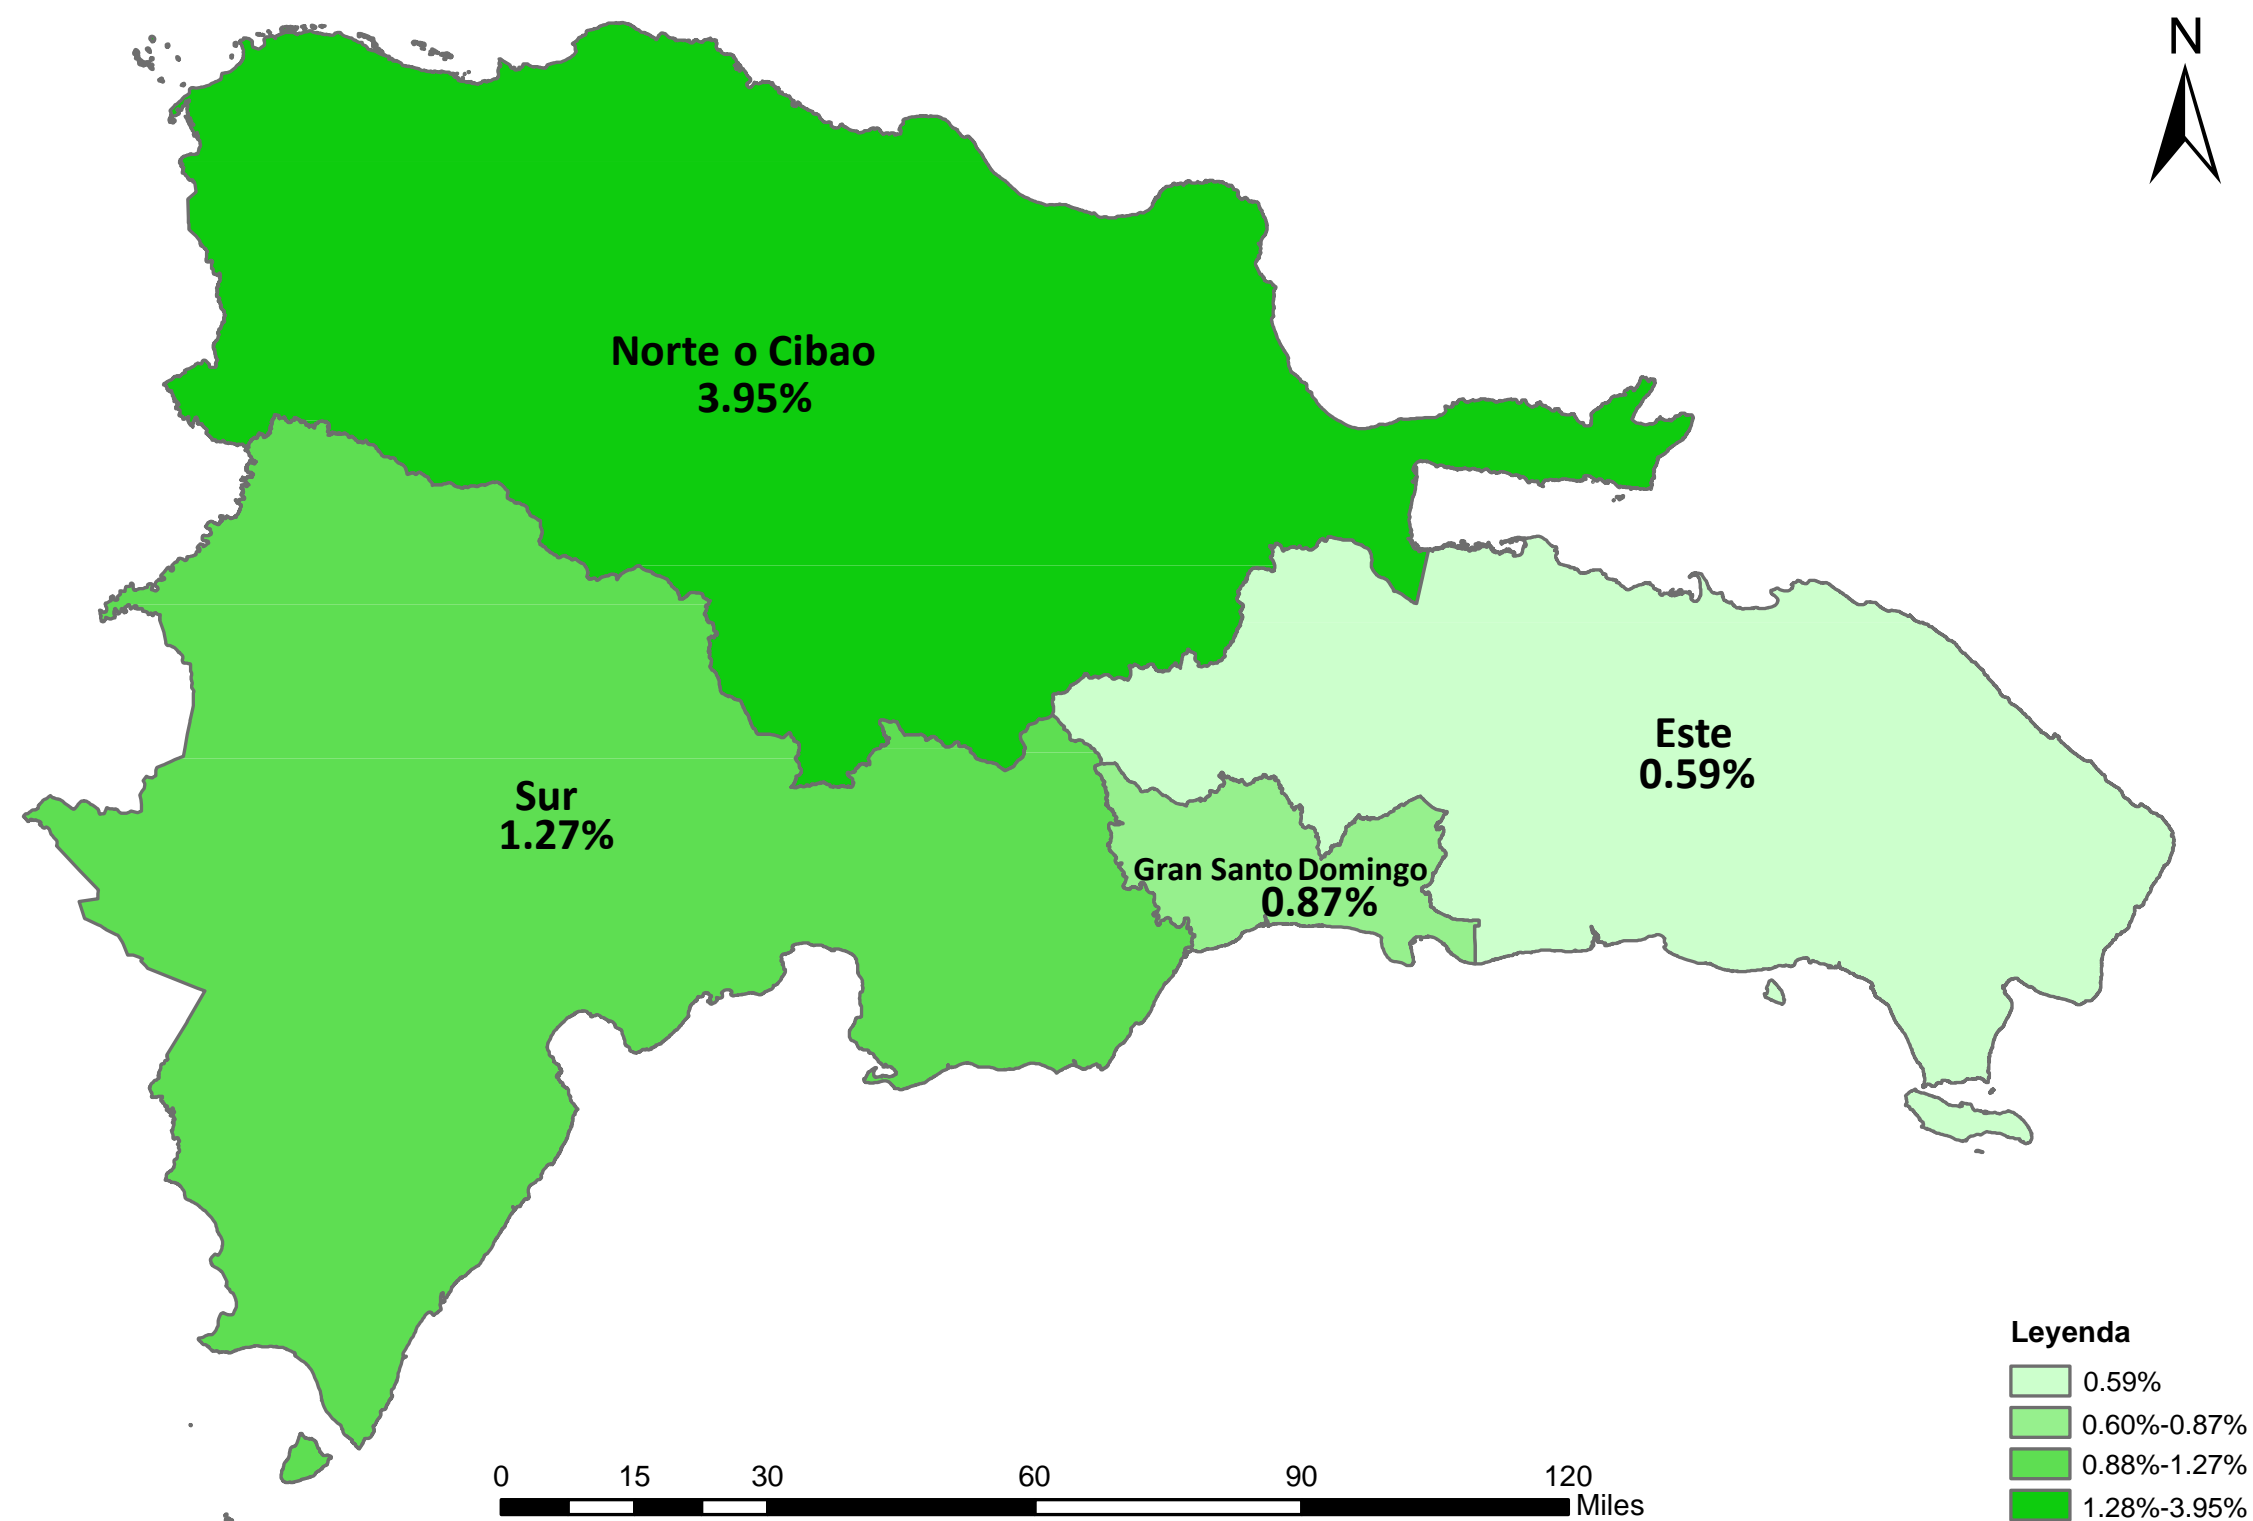 N
Norte o Cibao
3.95%
Este
0.59%
Sur
1.27%
Gran Santo Domingo
0.87%
Leyenda
0.59%
0.60%-0.87%
0.88%-1.27%
1.28%-3.95%
0 15 30 60 90 120
Miles